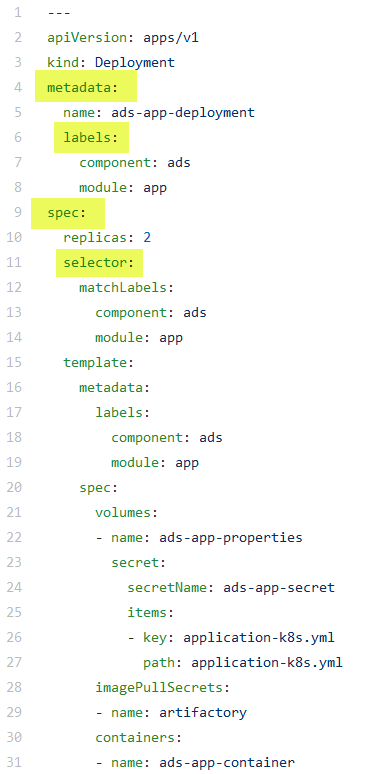 1 ---
2 apiVersion: apps/v1
3 kind: Deployment
4 metadata:
5   name: ads-app-deployment
6   labels:
7     component: ads
8     module: app
9 spec:
10   replicas: 2
11   selector:
12     matchLabels:
13       component: ads
14       module: app
15   template:
16     metadata:
17       labels:
18         component: ads
19         module: app
20     spec:
21       volumes:
22       - name: ads-app-properties
23         secret:
24           secretName: ads-app-secret
25           items:
26           - key: application-k8s.yml
27             path: application-k8s.yml
28       imagePullSecrets:
29       - name: artifactory
30       containers:
31       - name: ads-app-container